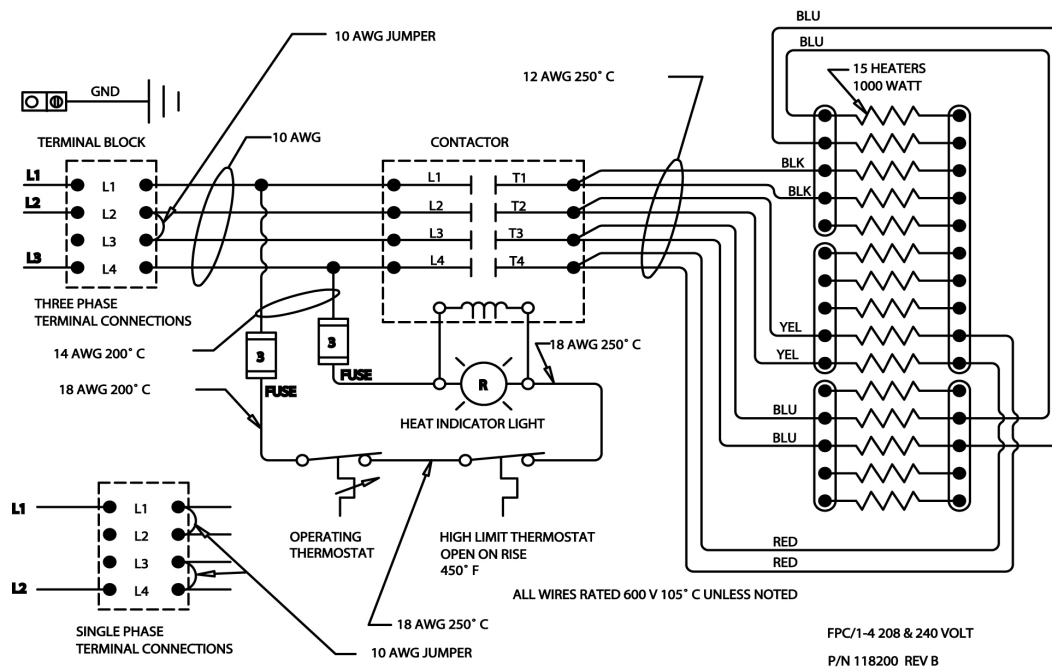 BLU
10 AWG JUMPER
BLU
12 AWG 250° C
15 HEATERS
1000 WATT
GND
TERMINAL BLOCK
10 AWG
CONTACTOR
BLK
BLK
L1
L2
L3
L1
L2
L3
L4
L1
L2
L3
L4
T1
T2
T3
T4
THREE PHASE
TERMINAL CONNECTIONS
14 AWG 200° C
18 AWG 200° C
3
FUSE
3
FUSE
R
18 AWG 250° C
HEAT INDICATOR LIGHT
YEL
YEL
BLU
BLU
RED
RED
OPERATING
THERMOSTAT
HIGH LIMIT THERMOSTAT
OPEN ON RISE
450° F
L1
L2
L1
L2
L3
L4
ALL WIRES RATED 600 V 105° C UNLESS NOTED
SINGLE PHASE
TERMINAL CONNECTIONS
18 AWG 250° C
10 AWG JUMPER
FPC/1-4 208 & 240 VOLT
P/N 118200 REV B